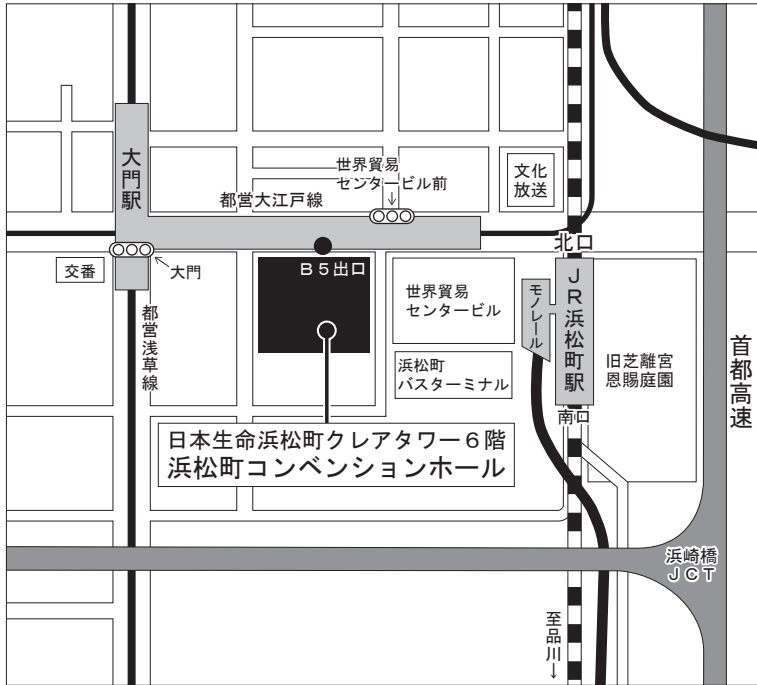 大門駅
世界貿易
センタービル前
都営大江戸線
文化
放送
北口
交番
大門
B5出口
都営浅草線
世界貿易
センタービル
モノレール
JR浜松町駅
浜松町
バスターミナル
旧芝離宮
恩賜庭園
首都高速
南口
日本生命浜松町クレアタワー6階
浜松町コンベンションホール
浜崎橋
JCT
至品川→